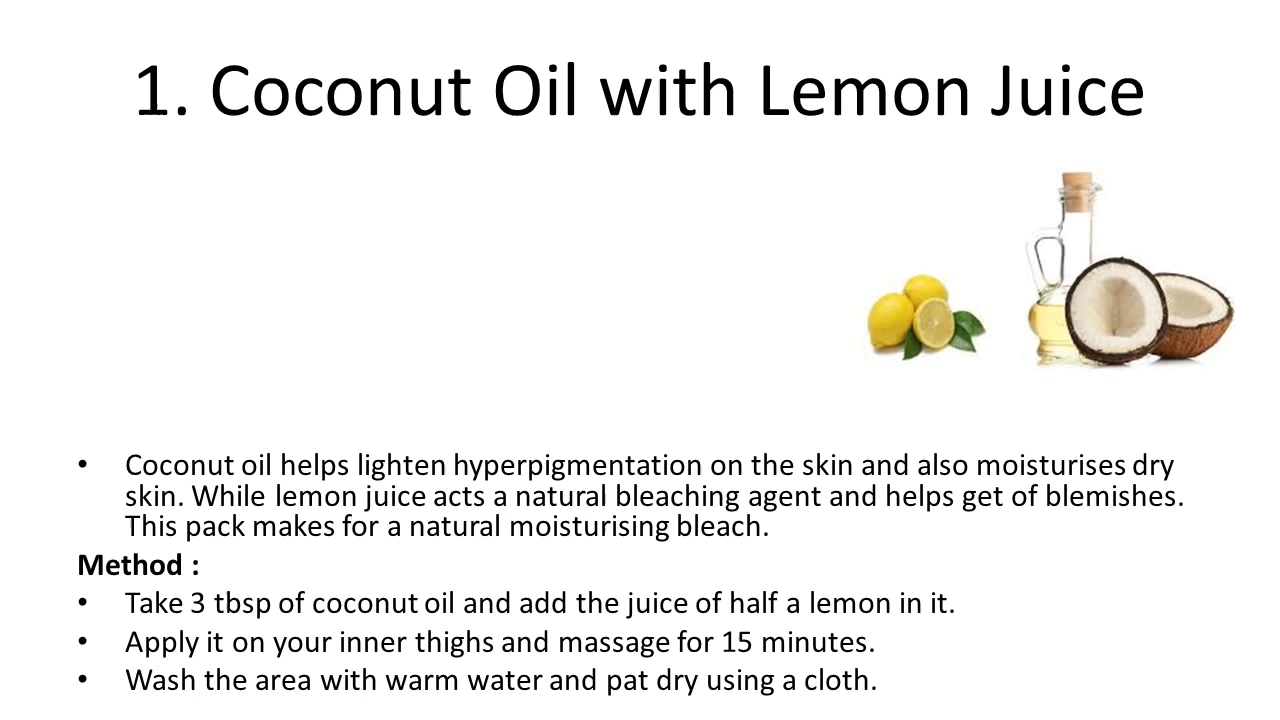 1. Coconut Oil with Lemon Juice
• Coconut oil helps lighten hyperpigmentation on the skin and also moisturises dry
skin. While lemon juice acts a natural bleaching agent and helps get of blemishes.
This pack makes for a natural moisturising bleach.
Method :
• Take 3 tbsp of coconut oil and add the juice of half a lemon in it.
• Apply it on your inner thighs and massage for 15 minutes.
• Wash the area with warm water and pat dry using a cloth.